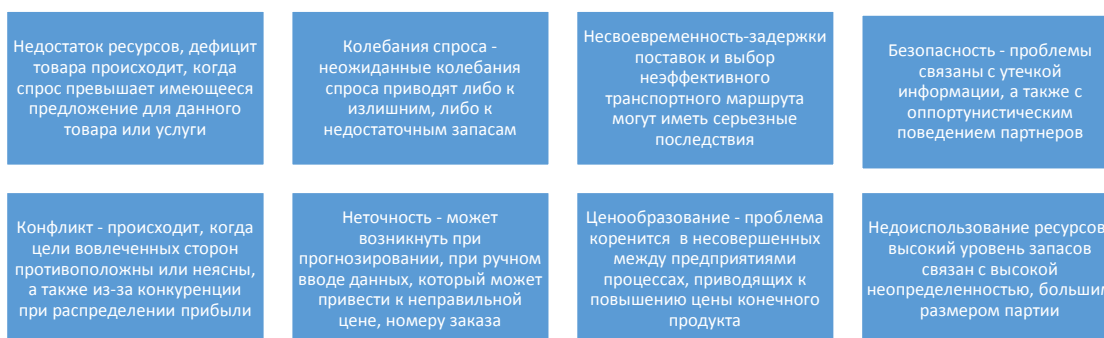 Недостаток ресурсов, дефицит
товара происходит, когда
спрос превышает имеющееся
предложение для данного
товара или услуги
Колебания спроса -
неожиданные колебания
спроса приводят либо к
излишним, либо к
недостаточным запасам
Несвоевременность-задержки
поставок и выбор
неэффективного
транспортного маршрута
могут иметь серьезные
последствия
Безопасность - проблемы
связаны с утечкой
информации, а также с
оппортунистическим
поведением партнеров
Конфликт - происходит, когда
цели вовлеченных сторон
противоположны или неясны,
а также из-за конкуренции
при распределении прибыли
Неточность - может
возникнуть при
прогнозировании, при ручном
вводе данных, который может
привести к неправильной
цене, номеру заказа
Ценообразование - проблема
коренится в несовершенных
между предприятиями
процессах, приводящих к
повышению цены конечного
продукта
Недоиспользование ресурсов
высокий уровень запасов
связан с высокой
неопределенностью, большим
размером партии